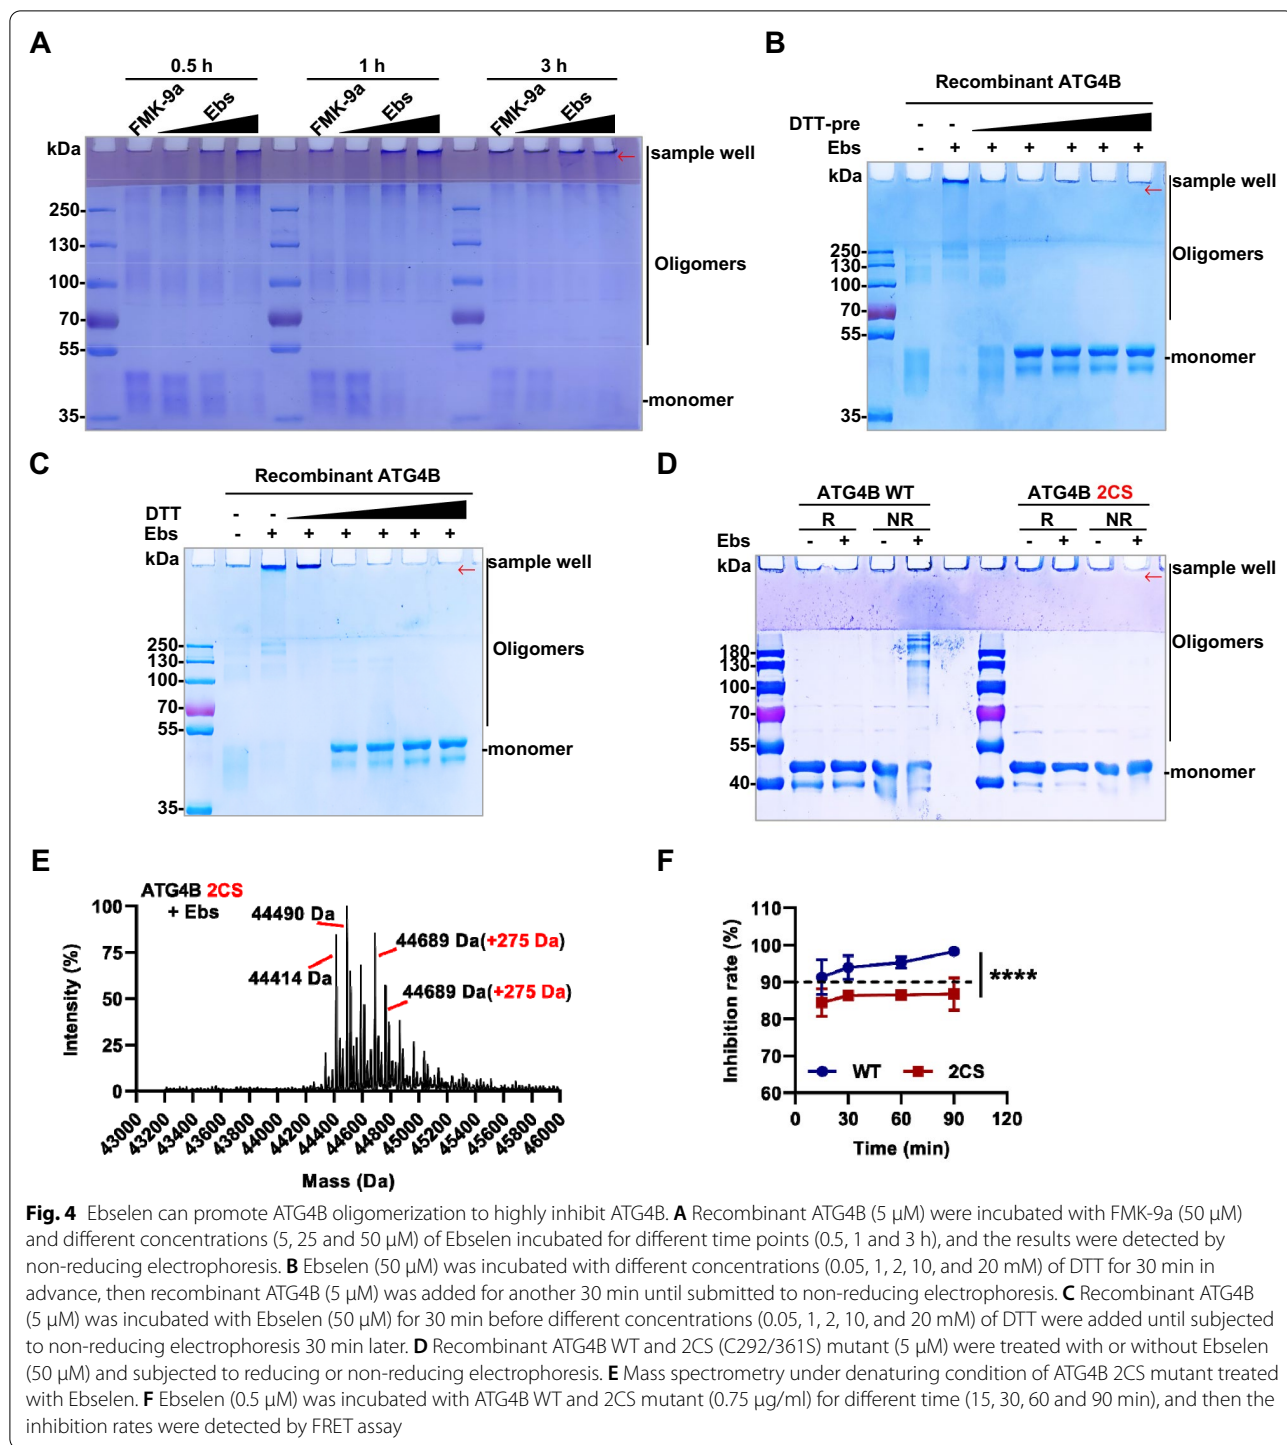 A
0.5 h
1 h
3 h
FMK-9a
Ebs
FMK-9a
Ebs
FMK-9a
Ebs
kDa
sample well
250-
130-
Oligomers
100-
70-
55-
-monomer
35-
B
Recombinant ATG4B
DTT-pre - -
Ebs - + + + + + +
kDa
sample well
Oligomers
250-
130-
100-
70-
55-
-monomer
35-
C
Recombinant ATG4B
DTT - -
Ebs - + + + + + +
kDa
sample well
250-
Oligomers
130-
100-
70-
55-
-monomer
35-
D
ATG4B WT ATG4B 2CS
R NR R NR
Ebs - + - + - + - +
kDa
sample well
Oligomers
180-
130-
100-
70-
55-
-monomer
40-
E
ATG4B 2CS
+ Ebs
44490 Da
44414 Da
44689 Da(+275 Da)
44689 Da(+275 Da)
Intensity (%)
100
75
50
25
0
43000 43200 43400 43600 43800 44000 44200 44400 44600 44800 45000 45200 45400 45600 45800 46000
Mass (Da)
F
Inhibition rate (%)
110
100
90
80
70
60
****
WT 2CS
0 30 60 90 120
Time (min)
Fig. 4 Ebselen can promote ATG4B oligomerization to highly inhibit ATG4B. A Recombinant ATG4B (5 µM) were incubated with FMK-9a (50 µM)
and different concentrations (5, 25 and 50 µM) of Ebselen incubated for different time points (0.5, 1 and 3 h), and the results were detected by
non-reducing electrophoresis. B Ebselen (50 µM) was incubated with different concentrations (0.05, 1, 2, 10, and 20 mM) of DTT for 30 min in
advance, then recombinant ATG4B (5 µM) was added for another 30 min until submitted to non-reducing electrophoresis. C Recombinant ATG4B
(5 µM) was incubated with Ebselen (50 µM) for 30 min before different concentrations (0.05, 1, 2, 10, and 20 mM) of DTT were added until subjected
to non-reducing electrophoresis 30 min later. D Recombinant ATG4B WT and 2CS (C292/361S) mutant (5 µM) were treated with or without Ebselen
(50 µM) and subjected to reducing or non-reducing electrophoresis. E Mass spectrometry under denaturing condition of ATG4B 2CS mutant treated
with Ebselen. F Ebselen (0.5 µM) was incubated with ATG4B WT and 2CS mutant (0.75 µg/ml) for different time (15, 30, 60 and 90 min), and then the
inhibition rates were detected by FRET assay